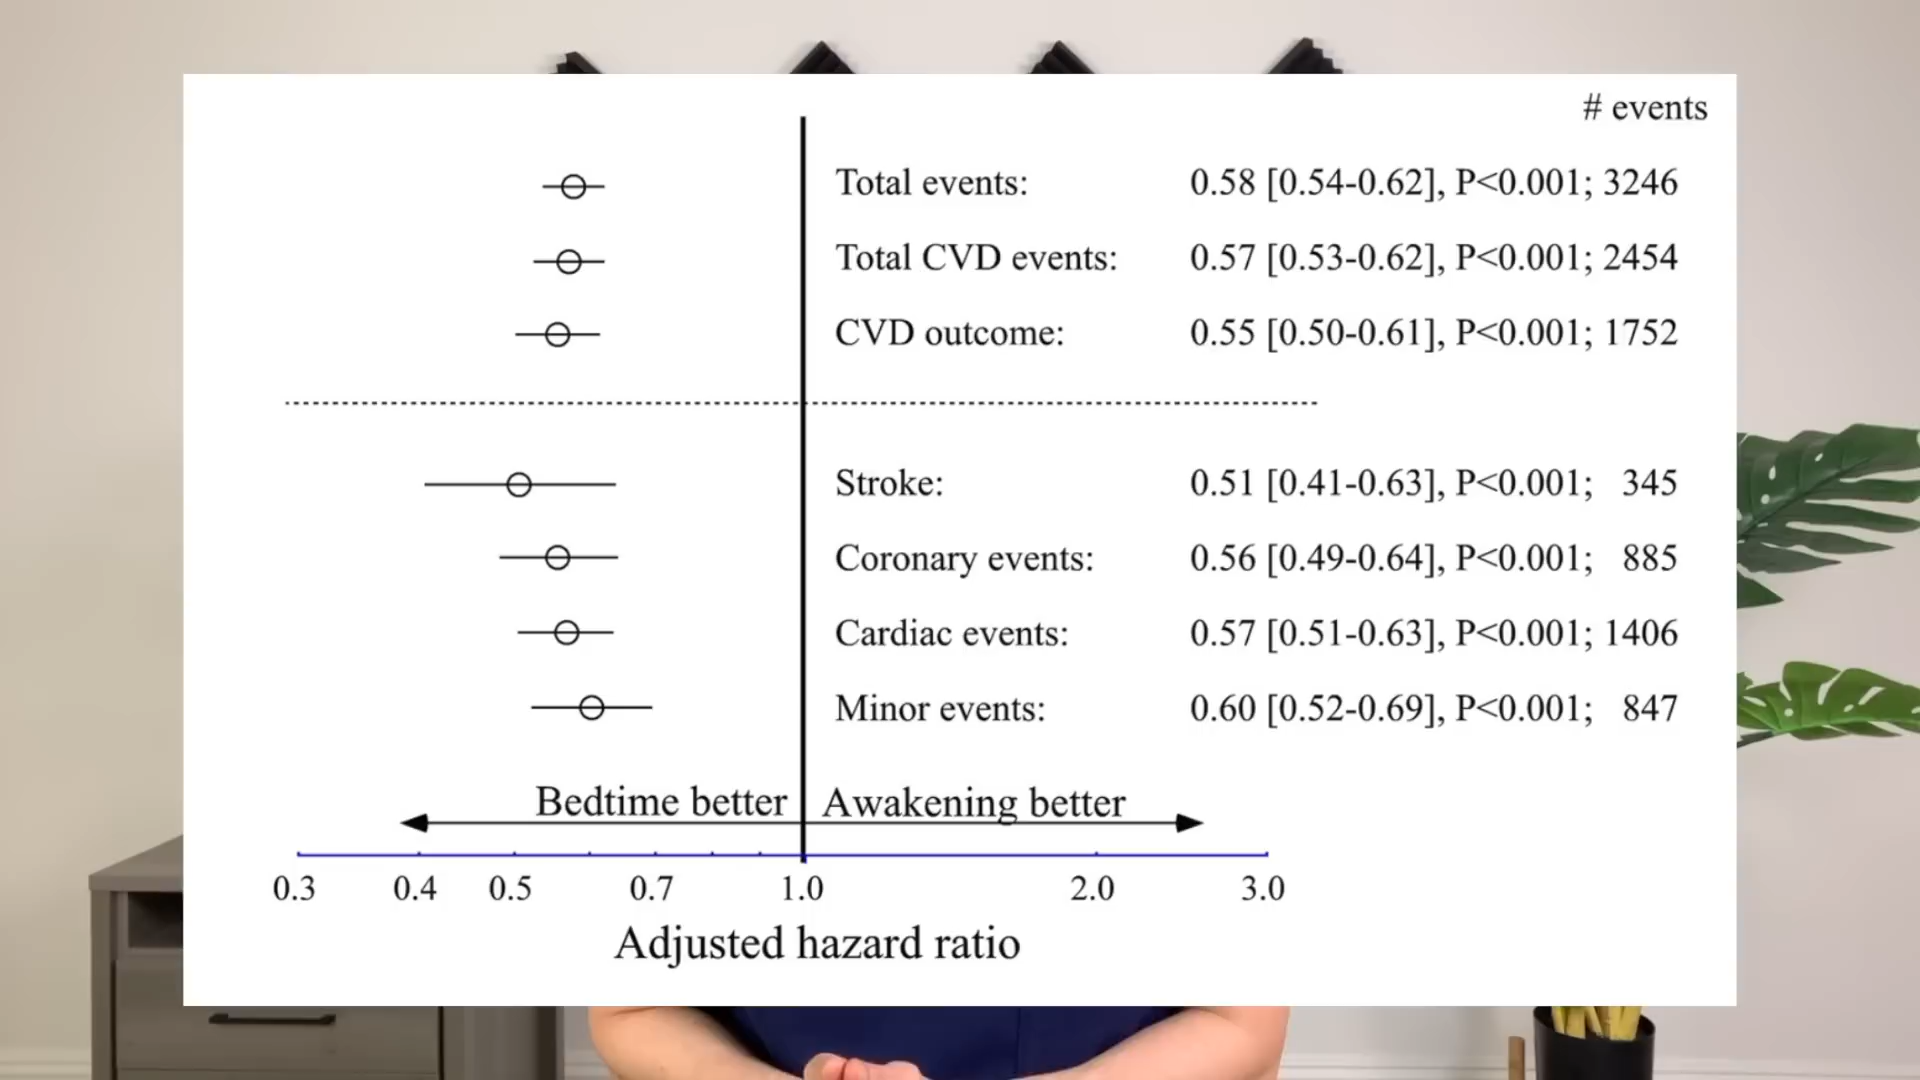 # events
Total events: 0.58 [0.54-0.62], P<0.001; 3246
Total CVD events: 0.57 [0.53-0.62], P<0.001; 2454
CVD outcome: 0.55 [0.50-0.61], P<0.001; 1752
Stroke: 0.51 [0.41-0.63], P<0.001; 345
Coronary events: 0.56 [0.49-0.64], P<0.001; 885
Cardiac events: 0.57 [0.51-0.63], P<0.001; 1406
Minor events: 0.60 [0.52-0.69], P<0.001; 847
Bedtime better Awakening better
0.3 0.4 0.5 0.7 1.0 2.0 3.0
Adjusted hazard ratio